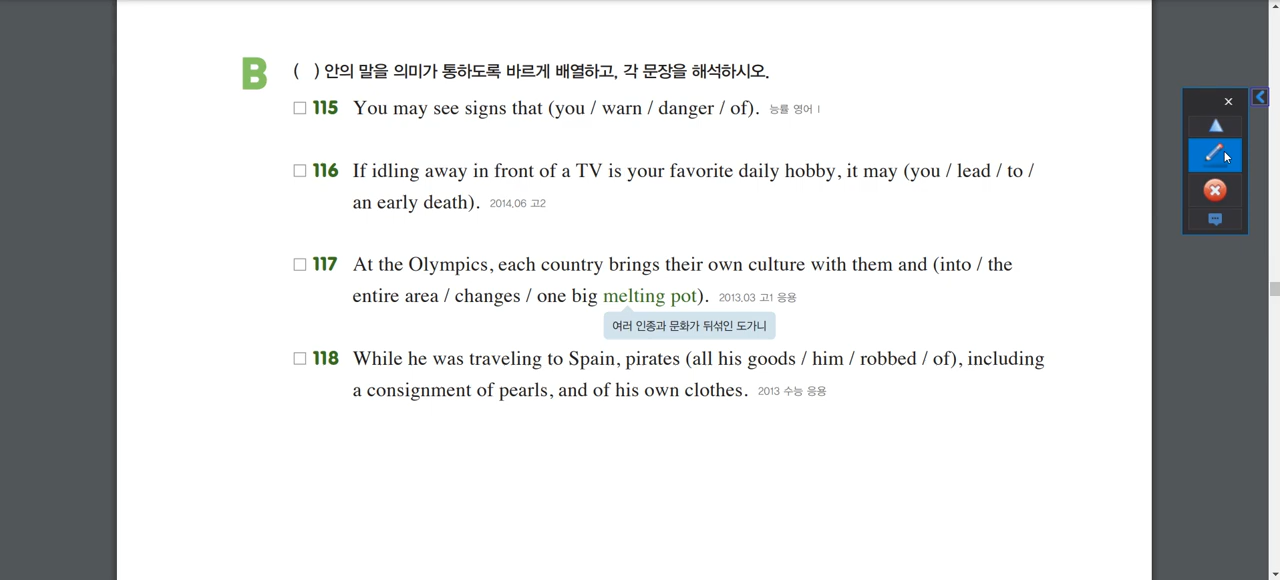 B ( ) 안의 말을 의미가 통하도록 바르게 배열하고, 각 문장을 해석하시오.
115 You may see signs that (you / warn / danger / of). 능률 영어 I
116 If idling away in front of a TV is your favorite daily hobby, it may (you / lead / to /
an early death). 2014.06 고2
117 At the Olympics, each country brings their own culture with them and (into / the
entire area / changes / one big melting pot). 2013.03 고1 응용
여러 인종과 문화가 뒤섞인 도가니
118 While he was traveling to Spain, pirates (all his goods / him / robbed / of), including
a consignment of pearls, and of his own clothes. 2013 수능 응용